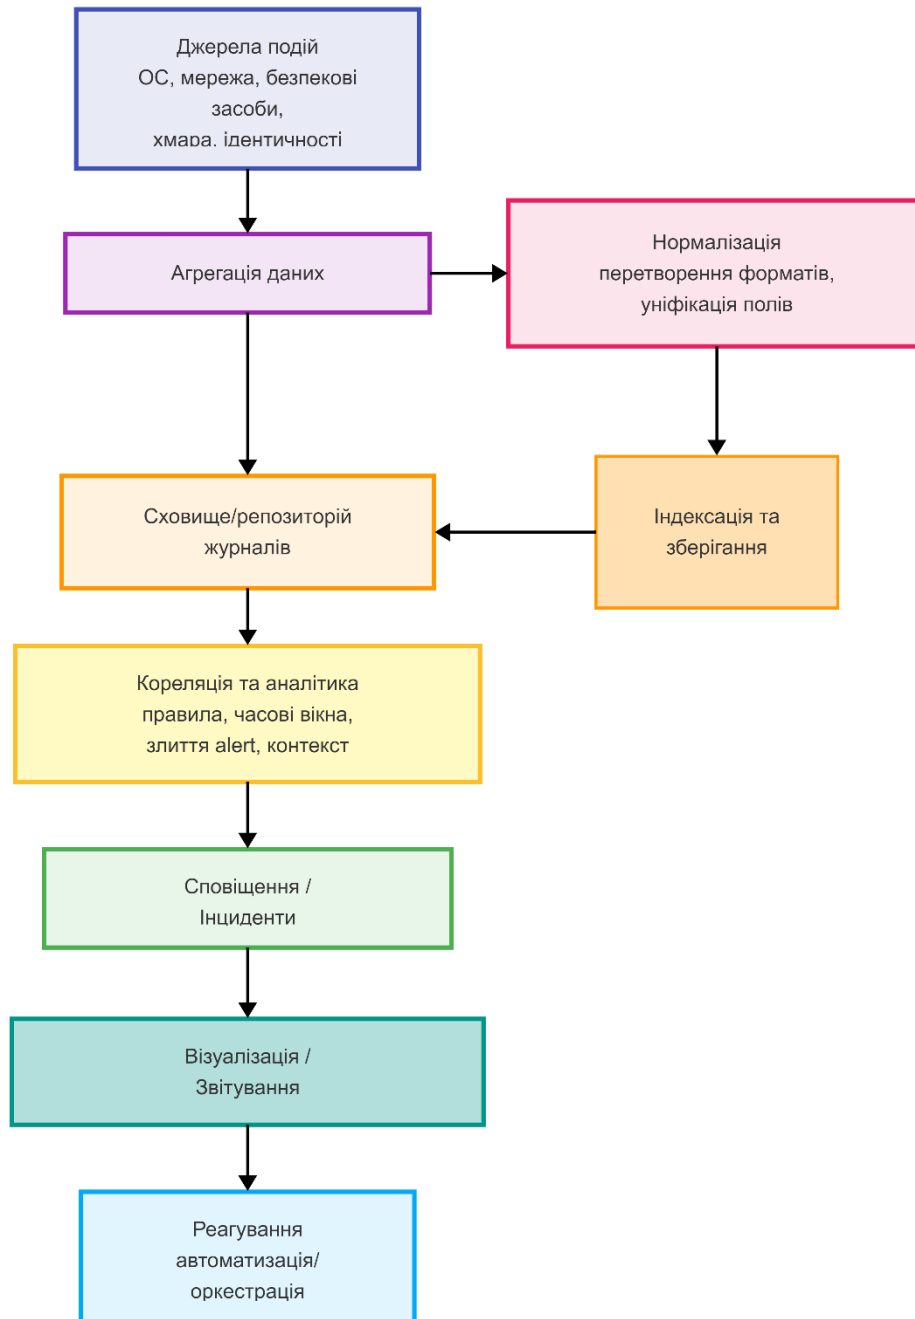 Джерела подій
ОС, мережа, безпекові
засоби,
хмара, ідентичності
Агрегація даних
Нормалізація
перетворення форматів,
уніфікація полів
Сховище/репозиторій
журналів
Індексація та
зберігання
Кореляція та аналітика
правила, часові вікна,
злиття alert, контекст
Сповіщення /
Інциденти
Візуалізація /
Звітування
Реагування
автоматизація/
оркестрація